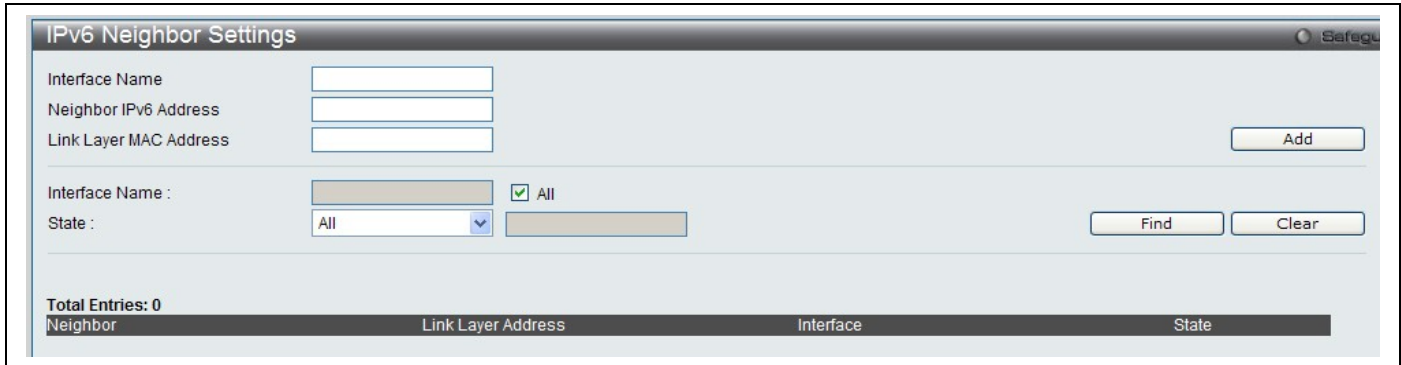 IPv6 Neighbor Settings
Interface Name
Neighbor IPv6 Address
Link Layer MAC Address
Add
Interface Name :
All
State :
All
Find
Clear
Total Entries: 0
Neighbor Link Layer Address Interface State